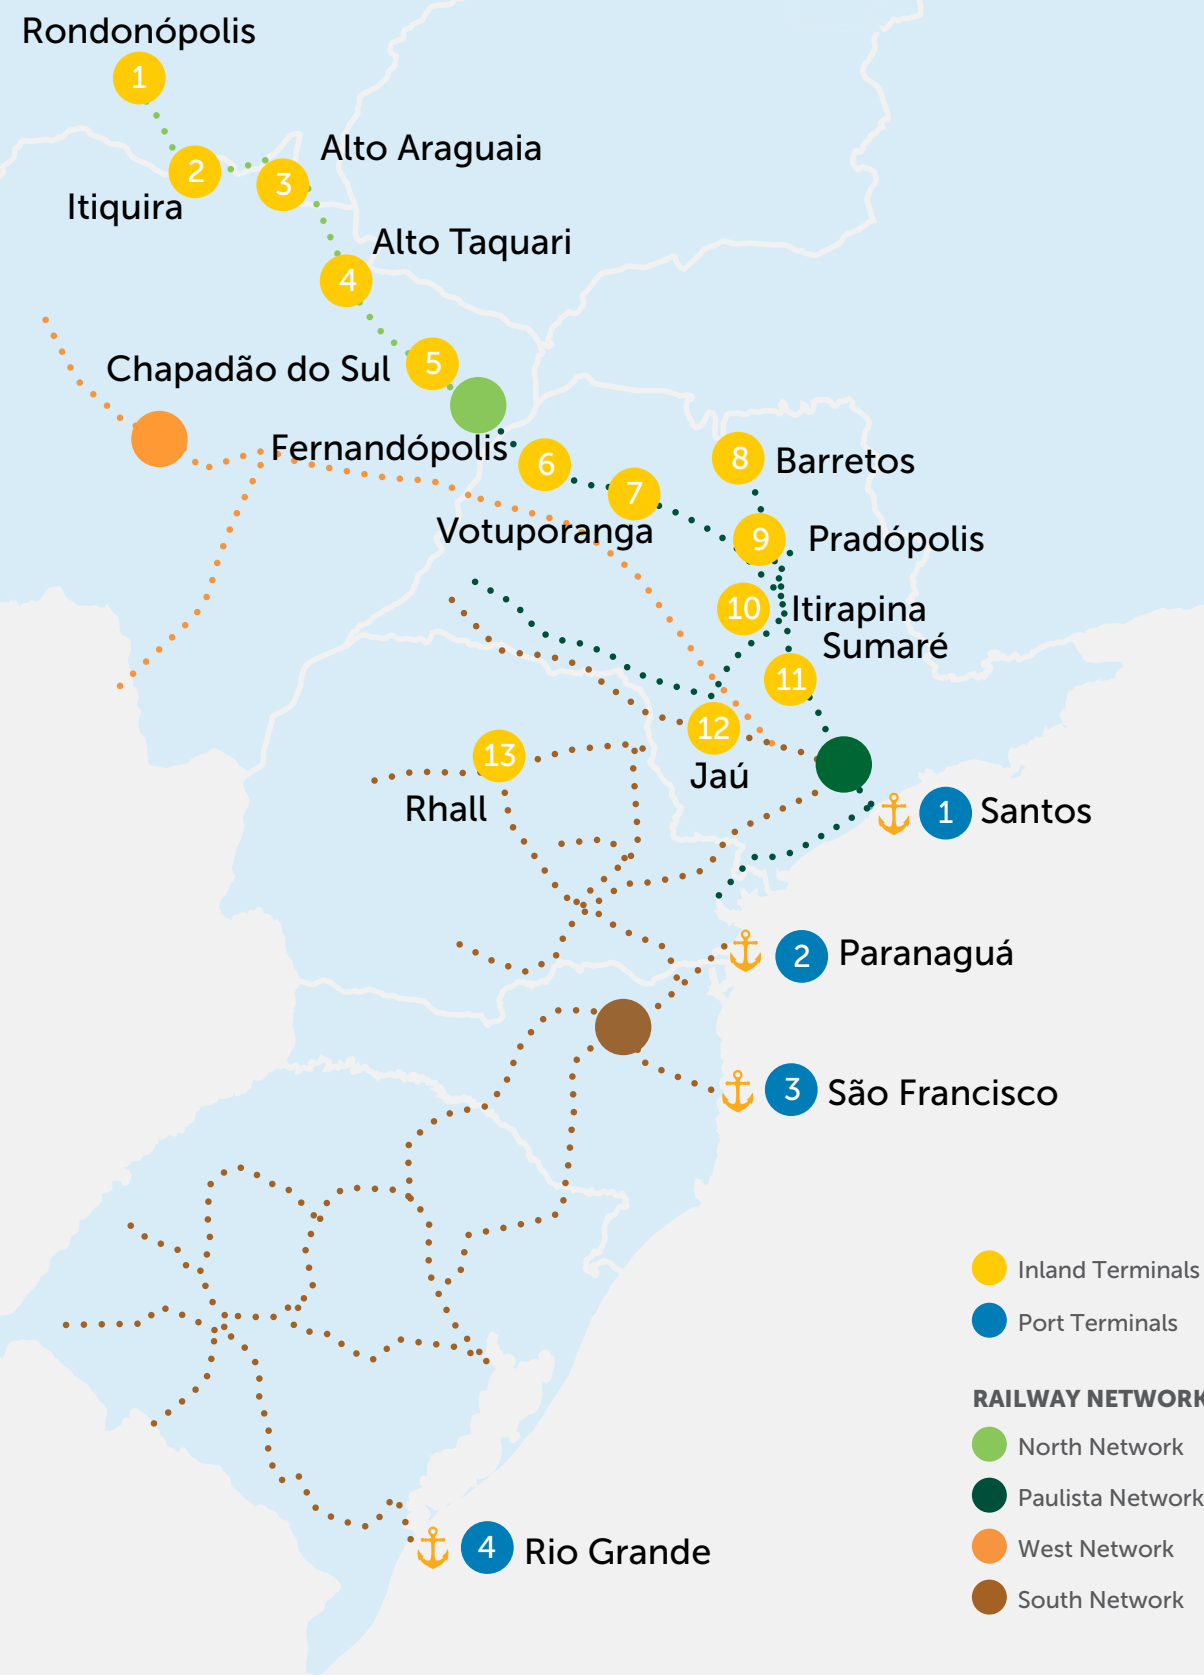 Rondonópolis
1
Alto Araguaia
2
3
Itiquira
Alto Taquari
4
Chapadão do Sul
5
Fernandópolis
6
8
Barretos
7
Votuporanga
9
Pradópolis
10
Itirapina
Sumaré
11
12
13
Jaú
Rhall
1
Santos
2
Paranaguá
3
São Francisco
Inland Terminals
Port Terminals
RAILWAY NETWORK
North Network
Paulista Network
West Network
4
Rio Grande
South Network